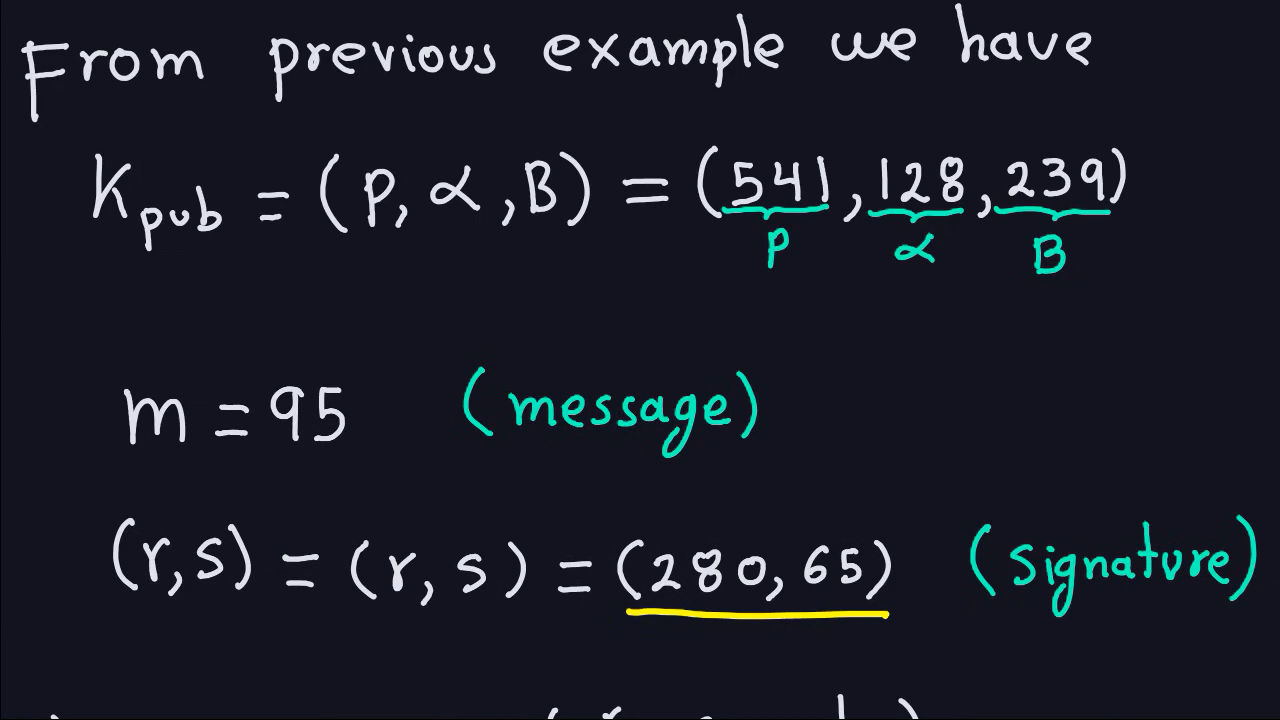 From previous example we have
Kpub = (p, α, B) = (541, 128, 239)
p α B
m = 95 (message)
(r,s) = (r, s) = (280, 65) (signature)